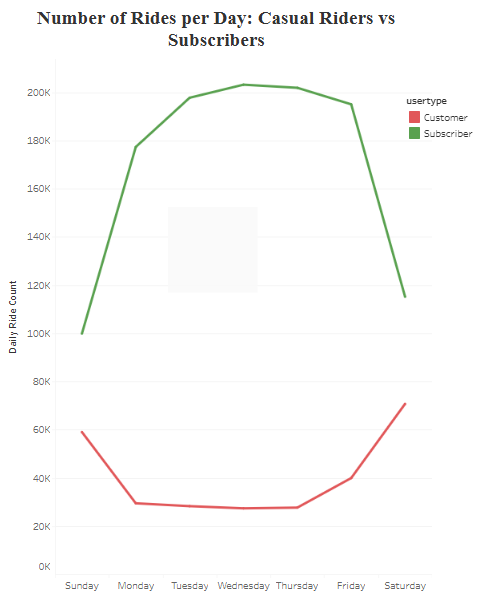 Number of Rides per Day: Casual Riders vs
Subscribers
usertype
Customer
Subscriber
Daily Ride Count
200K
180K
160K
140K
120K
100K
80K
60K
40K
20K
0K
Sunday Monday Tuesday Wednesday Thursday Friday Saturday